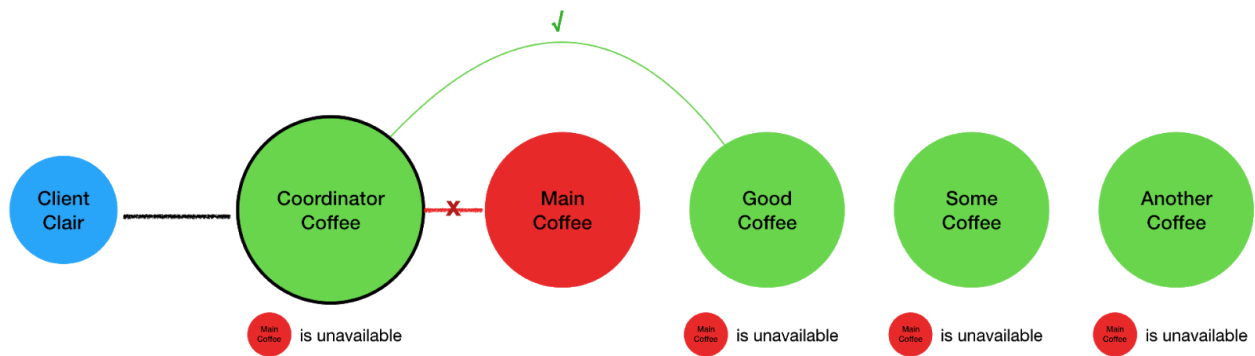 √
Client
Clair
Coordinator
Coffee
X
Main
Coffee
Good
Coffee
Some
Coffee
Another
Coffee
Main
Coffee
is unavailable
Main
Coffee
is unavailable
Main
Coffee
is unavailable
Main
Coffee
is unavailable